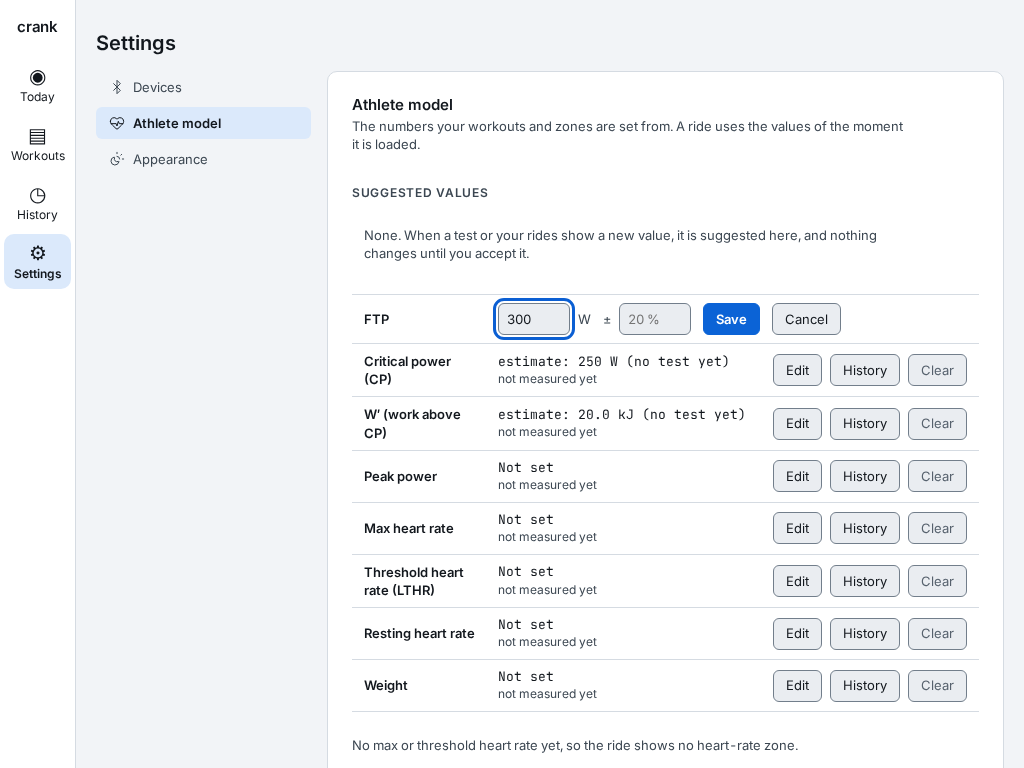 crank
Today
Workouts
History
Settings
Settings
Devices
Athlete model
Appearance
Athlete model
The numbers your workouts and zones are set from. A ride uses the values of the moment
it is loaded.
SUGGESTED VALUES
None. When a test or your rides show a new value, it is suggested here, and nothing
changes until you accept it.
FTP 300 W ± 20 % Save Cancel
Critical power
(CP)
estimate: 250 W (no test yet)
not measured yet
Edit History Clear
W′ (work above
CP)
estimate: 20.0 kJ (no test yet)
not measured yet
Edit History Clear
Peak power
Not set
not measured yet
Edit History Clear
Max heart rate
Not set
not measured yet
Edit History Clear
Threshold heart
rate (LTHR)
Not set
not measured yet
Edit History Clear
Resting heart rate
Not set
not measured yet
Edit History Clear
Weight
Not set
not measured yet
Edit History Clear
No max or threshold heart rate yet, so the ride shows no heart-rate zone.